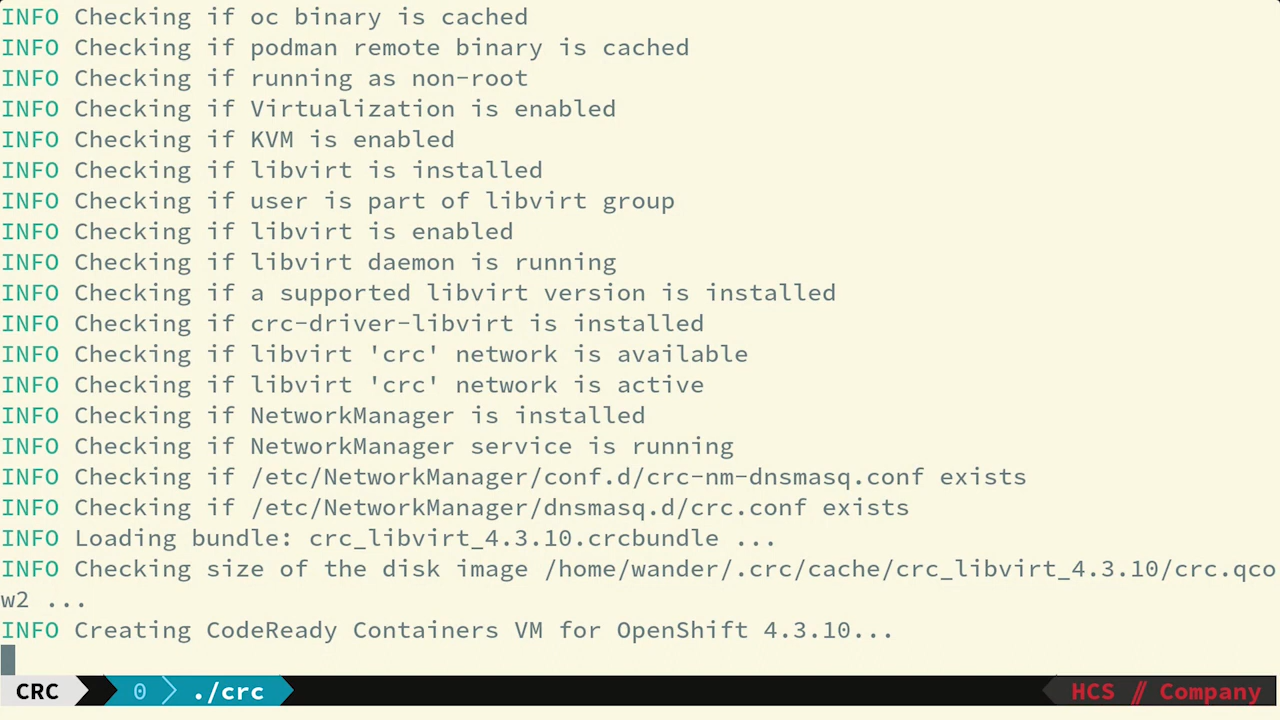 INFO Checking if oc binary is cached
INFO Checking if podman remote binary is cached
INFO Checking if running as non-root
INFO Checking if Virtualization is enabled
INFO Checking if KVM is enabled
INFO Checking if libvirt is installed
INFO Checking if user is part of libvirt group
INFO Checking if libvirt is enabled
INFO Checking if libvirt daemon is running
INFO Checking if a supported libvirt version is installed
INFO Checking if crc-driver-libvirt is installed
INFO Checking if libvirt 'crc' network is available
INFO Checking if libvirt 'crc' network is active
INFO Checking if NetworkManager is installed
INFO Checking if NetworkManager service is running
INFO Checking if /etc/NetworkManager/conf.d/crc-nm-dnsmasq.conf exists
INFO Checking if /etc/NetworkManager/dnsmasq.d/crc.conf exists
INFO Loading bundle: crc_libvirt_4.3.10.crcbundle ...
INFO Checking size of the disk image /home/wander/.crc/cache/crc_libvirt_4.3.10/crc.qco
w2 ...
INFO Creating CodeReady Containers VM for OpenShift 4.3.10...
CRC 0 ./crc HCS // Company